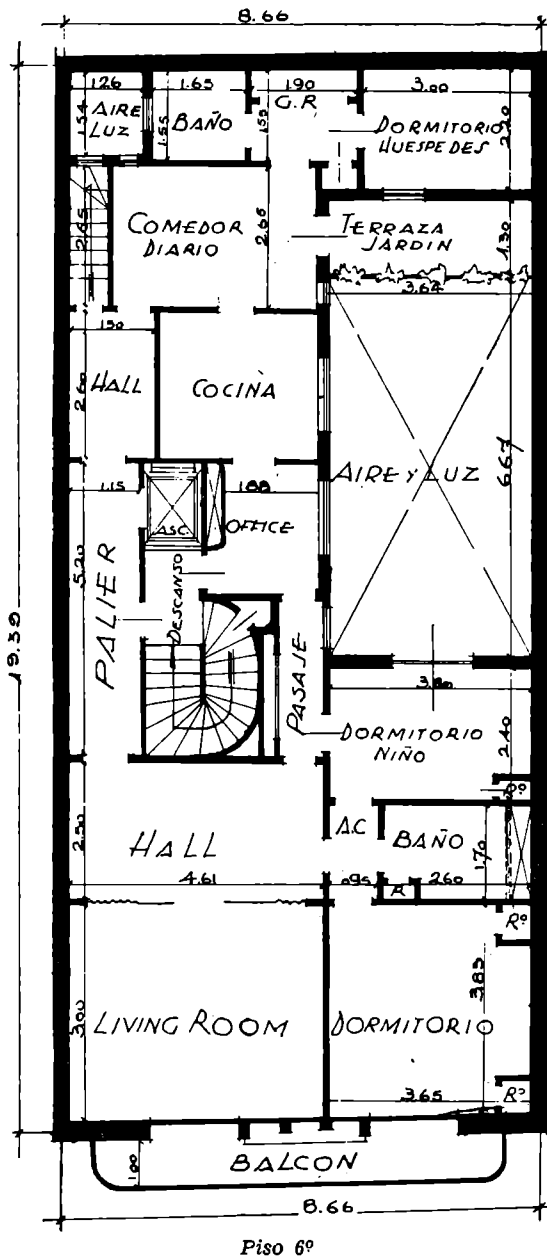 8.66
1.26
1.65
1.90
3.00
G.R
AIRE
LUZ
1.54
1.55
BAÑO
1.55
DORMITORIO
HUESPEDES
2.20
COMEDOR
DIARIO
2.65
2.66
TERRAZA
JARDIN
1.30
3.64
1.50
HALL
2.60
COCINA
AIRE Y LUZ
6.67
1.15
1.88
ASC.
OFFICE
PALIER
5.20
DESCANSO
19.39
PASAJE
3.80
DORMITORIO
NIÑO
2.40
Rº
HALL
2.50
A.C
BAÑO
1.70
4.61
0.95
R
2.60
Rº
LIVING ROOM
3.00
DORMITORIO
3.83
3.65
Rº
1.00
BALCON
8.66
Piso 6º